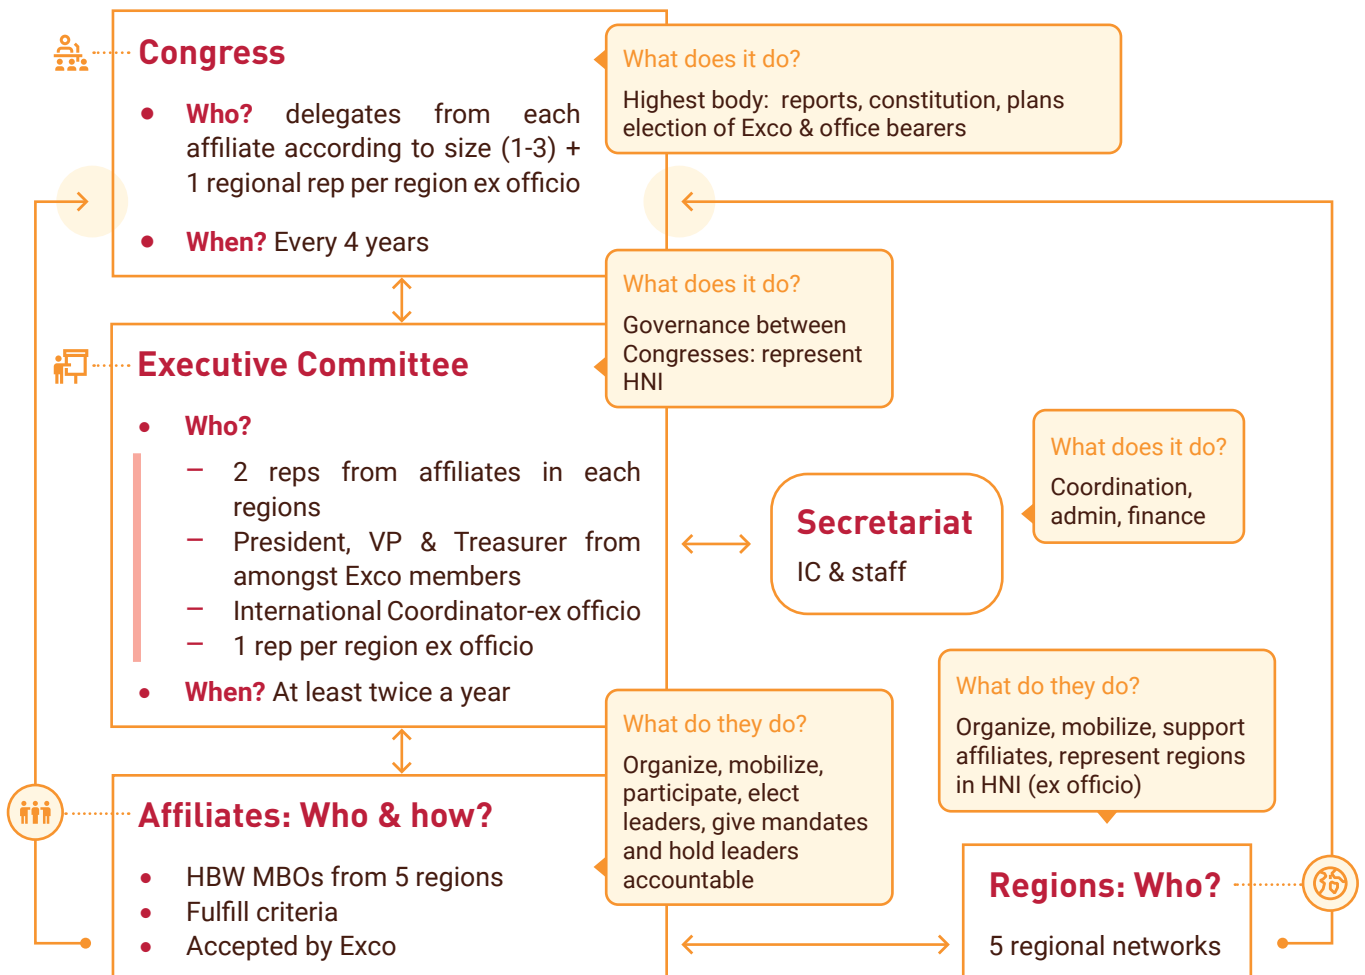 Congress
• Who? delegates from each
affiliate according to size (1-3) +
1 regional rep per region ex officio
• When? Every 4 years
What does it do?
Highest body: reports, constitution, plans
election of Exco & office bearers
Executive Committee
• Who?
– 2 reps from affiliates in each
regions
– President, VP & Treasurer from
amongst Exco members
– International Coordinator-ex officio
– 1 rep per region ex officio
• When? At least twice a year
What does it do?
Governance between
Congresses: represent
HNI
Secretariat
IC & staff
What does it do?
Coordination,
admin, finance
Affiliates: Who & how?
• HBW MBOs from 5 regions
• Fulfill criteria
• Accepted by Exco
What do they do?
Organize, mobilize,
participate, elect
leaders, give mandates
and hold leaders
accountable
What do they do?
Organize, mobilize, support
affiliates, represent regions
in HNI (ex officio)
Regions: Who?
5 regional networks